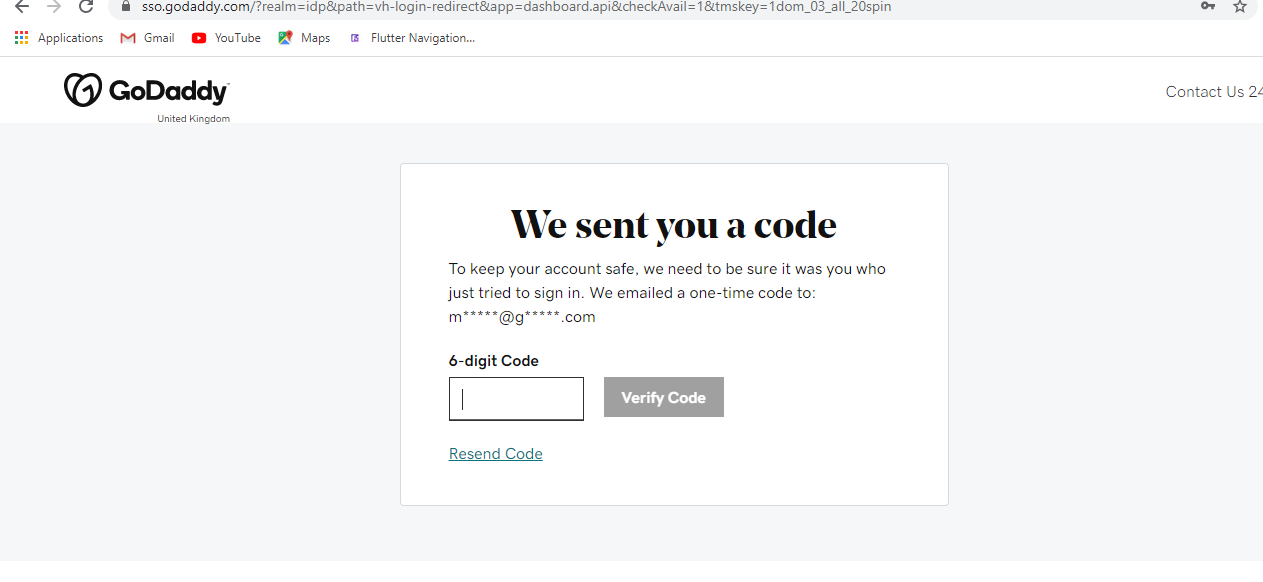 sso.godaddy.com/?realm=idp&path=vh-login-redirect&app=dashboard.api&checkAvail=1&tmskey=1dom_03_all_20spin
Applications Gmail YouTube Maps Flutter Navigation...
GoDaddy
United Kingdom
Contact Us 24
We sent you a code
To keep your account safe, we need to be sure it was you who
just tried to sign in. We emailed a one-time code to:
m*****@g*****.com
6-digit Code
Verify Code
Resend Code